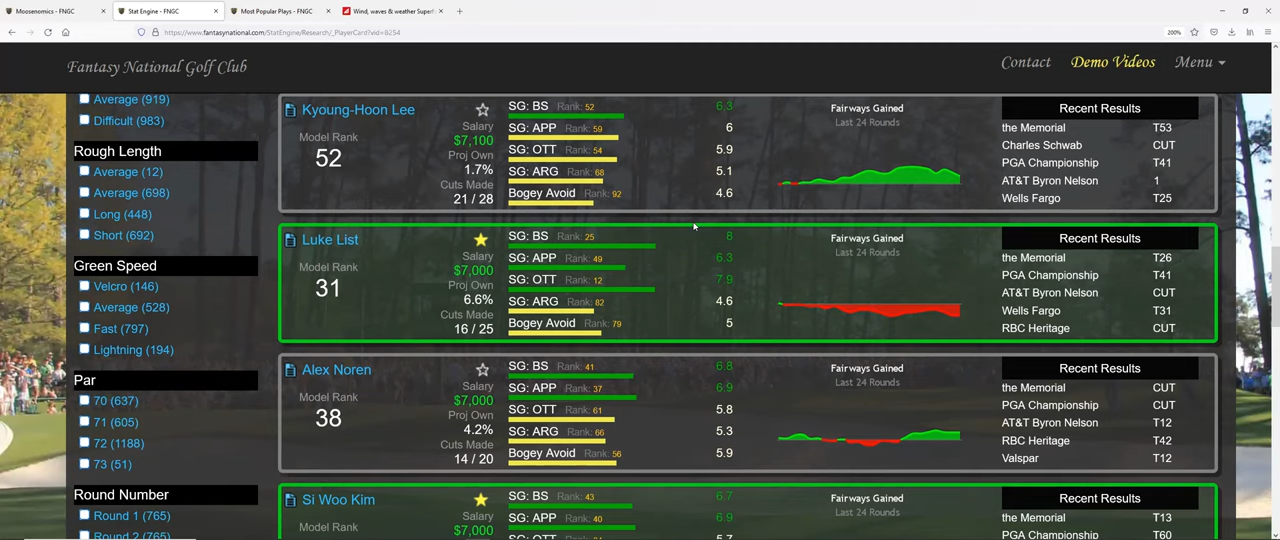 Moosenomics - FNGC
Stat Engine - FNGC
Most Popular Plays - FNGC
Wind, waves & weather Superf
https://www.fantasynational.com/StatEngine/Research/_PlayerCard?vid=8254
200%
Fantasy National Golf Club
Contact
Demo Videos
Menu
Average (919)
Difficult (983)
Rough Length
Average (12)
Average (698)
Long (448)
Short (692)
Green Speed
Velcro (146)
Average (528)
Fast (797)
Lightning (194)
Par
70 (637)
71 (605)
72 (1188)
73 (51)
Round Number
Round 1 (765)
Round 2 (765)
Kyoung-Hoon Lee
Model Rank
52
Salary
$7,100
Proj Own
1.7%
Cuts Made
21 / 28
SG: BS Rank: 52 6.3
SG: APP Rank: 59 6
SG: OTT Rank: 54 5.9
SG: ARG Rank: 68 5.1
Bogey Avoid Rank: 92 4.6
Fairways Gained
Last 24 Rounds
Recent Results
the Memorial T53
Charles Schwab CUT
PGA Championship T41
AT&T Byron Nelson 1
Wells Fargo T25
Luke List
Model Rank
31
Salary
$7,000
Proj Own
6.6%
Cuts Made
16 / 25
SG: BS Rank: 25 8
SG: APP Rank: 49 6.3
SG: OTT Rank: 12 7.9
SG: ARG Rank: 82 4.6
Bogey Avoid Rank: 79 5
Fairways Gained
Last 24 Rounds
Recent Results
the Memorial T26
PGA Championship T41
AT&T Byron Nelson CUT
Wells Fargo T31
RBC Heritage CUT
Alex Noren
Model Rank
38
Salary
$7,000
Proj Own
4.2%
Cuts Made
14 / 20
SG: BS Rank: 41 6.8
SG: APP Rank: 37 6.9
SG: OTT Rank: 61 5.8
SG: ARG Rank: 66 5.3
Bogey Avoid Rank: 56 5.9
Fairways Gained
Last 24 Rounds
Recent Results
the Memorial CUT
PGA Championship CUT
AT&T Byron Nelson T12
RBC Heritage T42
Valspar T12
Si Woo Kim
Model Rank
Salary
$7,000
SG: BS Rank: 43 6.7
SG: APP Rank: 40 6.9
Fairways Gained
Last 24 Rounds
Recent Results
the Memorial T13
PGA Championship T60